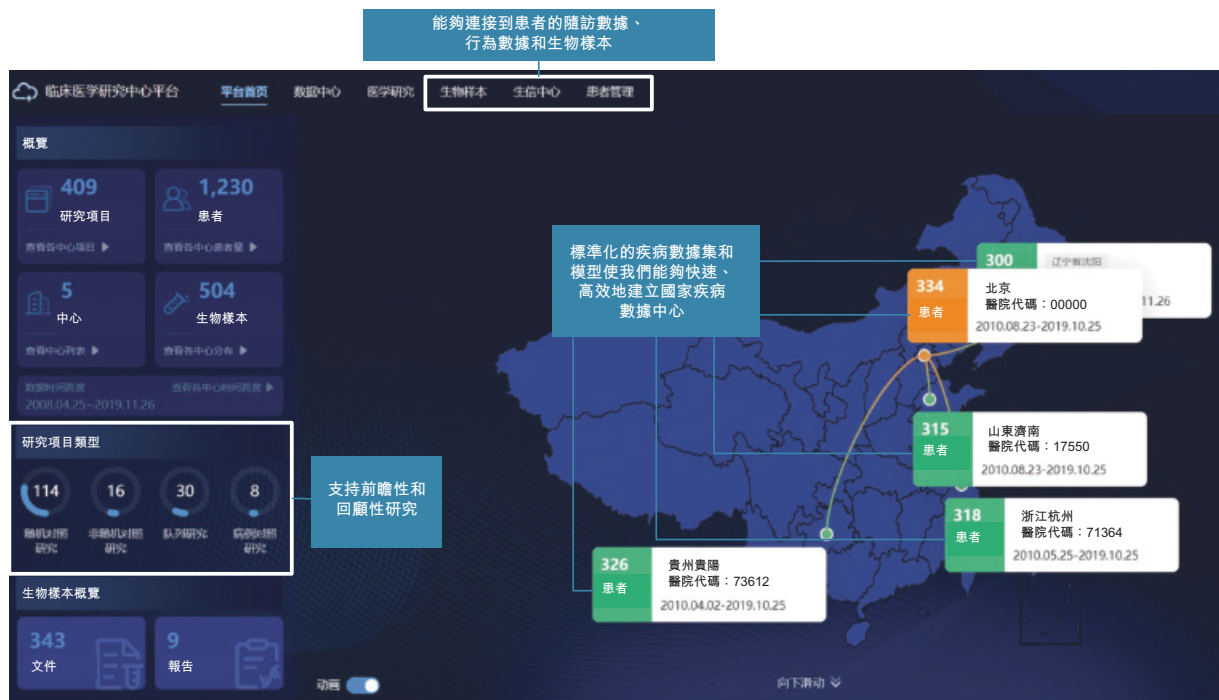 能夠連接到患者的隨訪數據、
行為數據和生物樣本
临床医学研究中心平台 平台首页 数据中心 医学研究 生物样本 生信中心 患者管理
概覽
409
研究項目
查看各中心项目
1,230
患者
查看各中心患者量
5
中心
查看中心列表
504
生物樣本
查看各中心分布
数据时间跨度 查看各中心时间跨度
2008.04.25~2019.11.26
研究項目類型
114 16 30 8
随机对照
研究
非随机对照
研究
队列研究
病例对照
研究
支持前瞻性和
回顧性研究
生物樣本概覽
343
文件
9
報告
标準化的疾病數據集和
模型使我們能夠快速、
高效地建立國家疾病
數據中心
300 辽宁省沈阳
11.26
334
患者
北京
醫院代碼：00000
2010.08.23-2019.10.25
315
患者
山東濟南
醫院代碼：17550
2010.08.23-2019.10.25
318
患者
浙江杭州
醫院代碼：71364
2010.05.25-2019.10.25
326
患者
貴州貴陽
醫院代碼：73612
2010.04.02-2019.10.25
动画
向下滑动